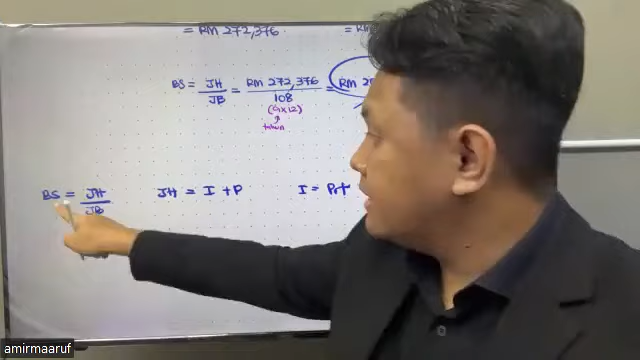 = RM 272,376
BS = JH/JB = RM 272,376/108 =
(9x12)
↑
tahun
BS = JH/JB JH = I + P I = Prt
amirmaaruf